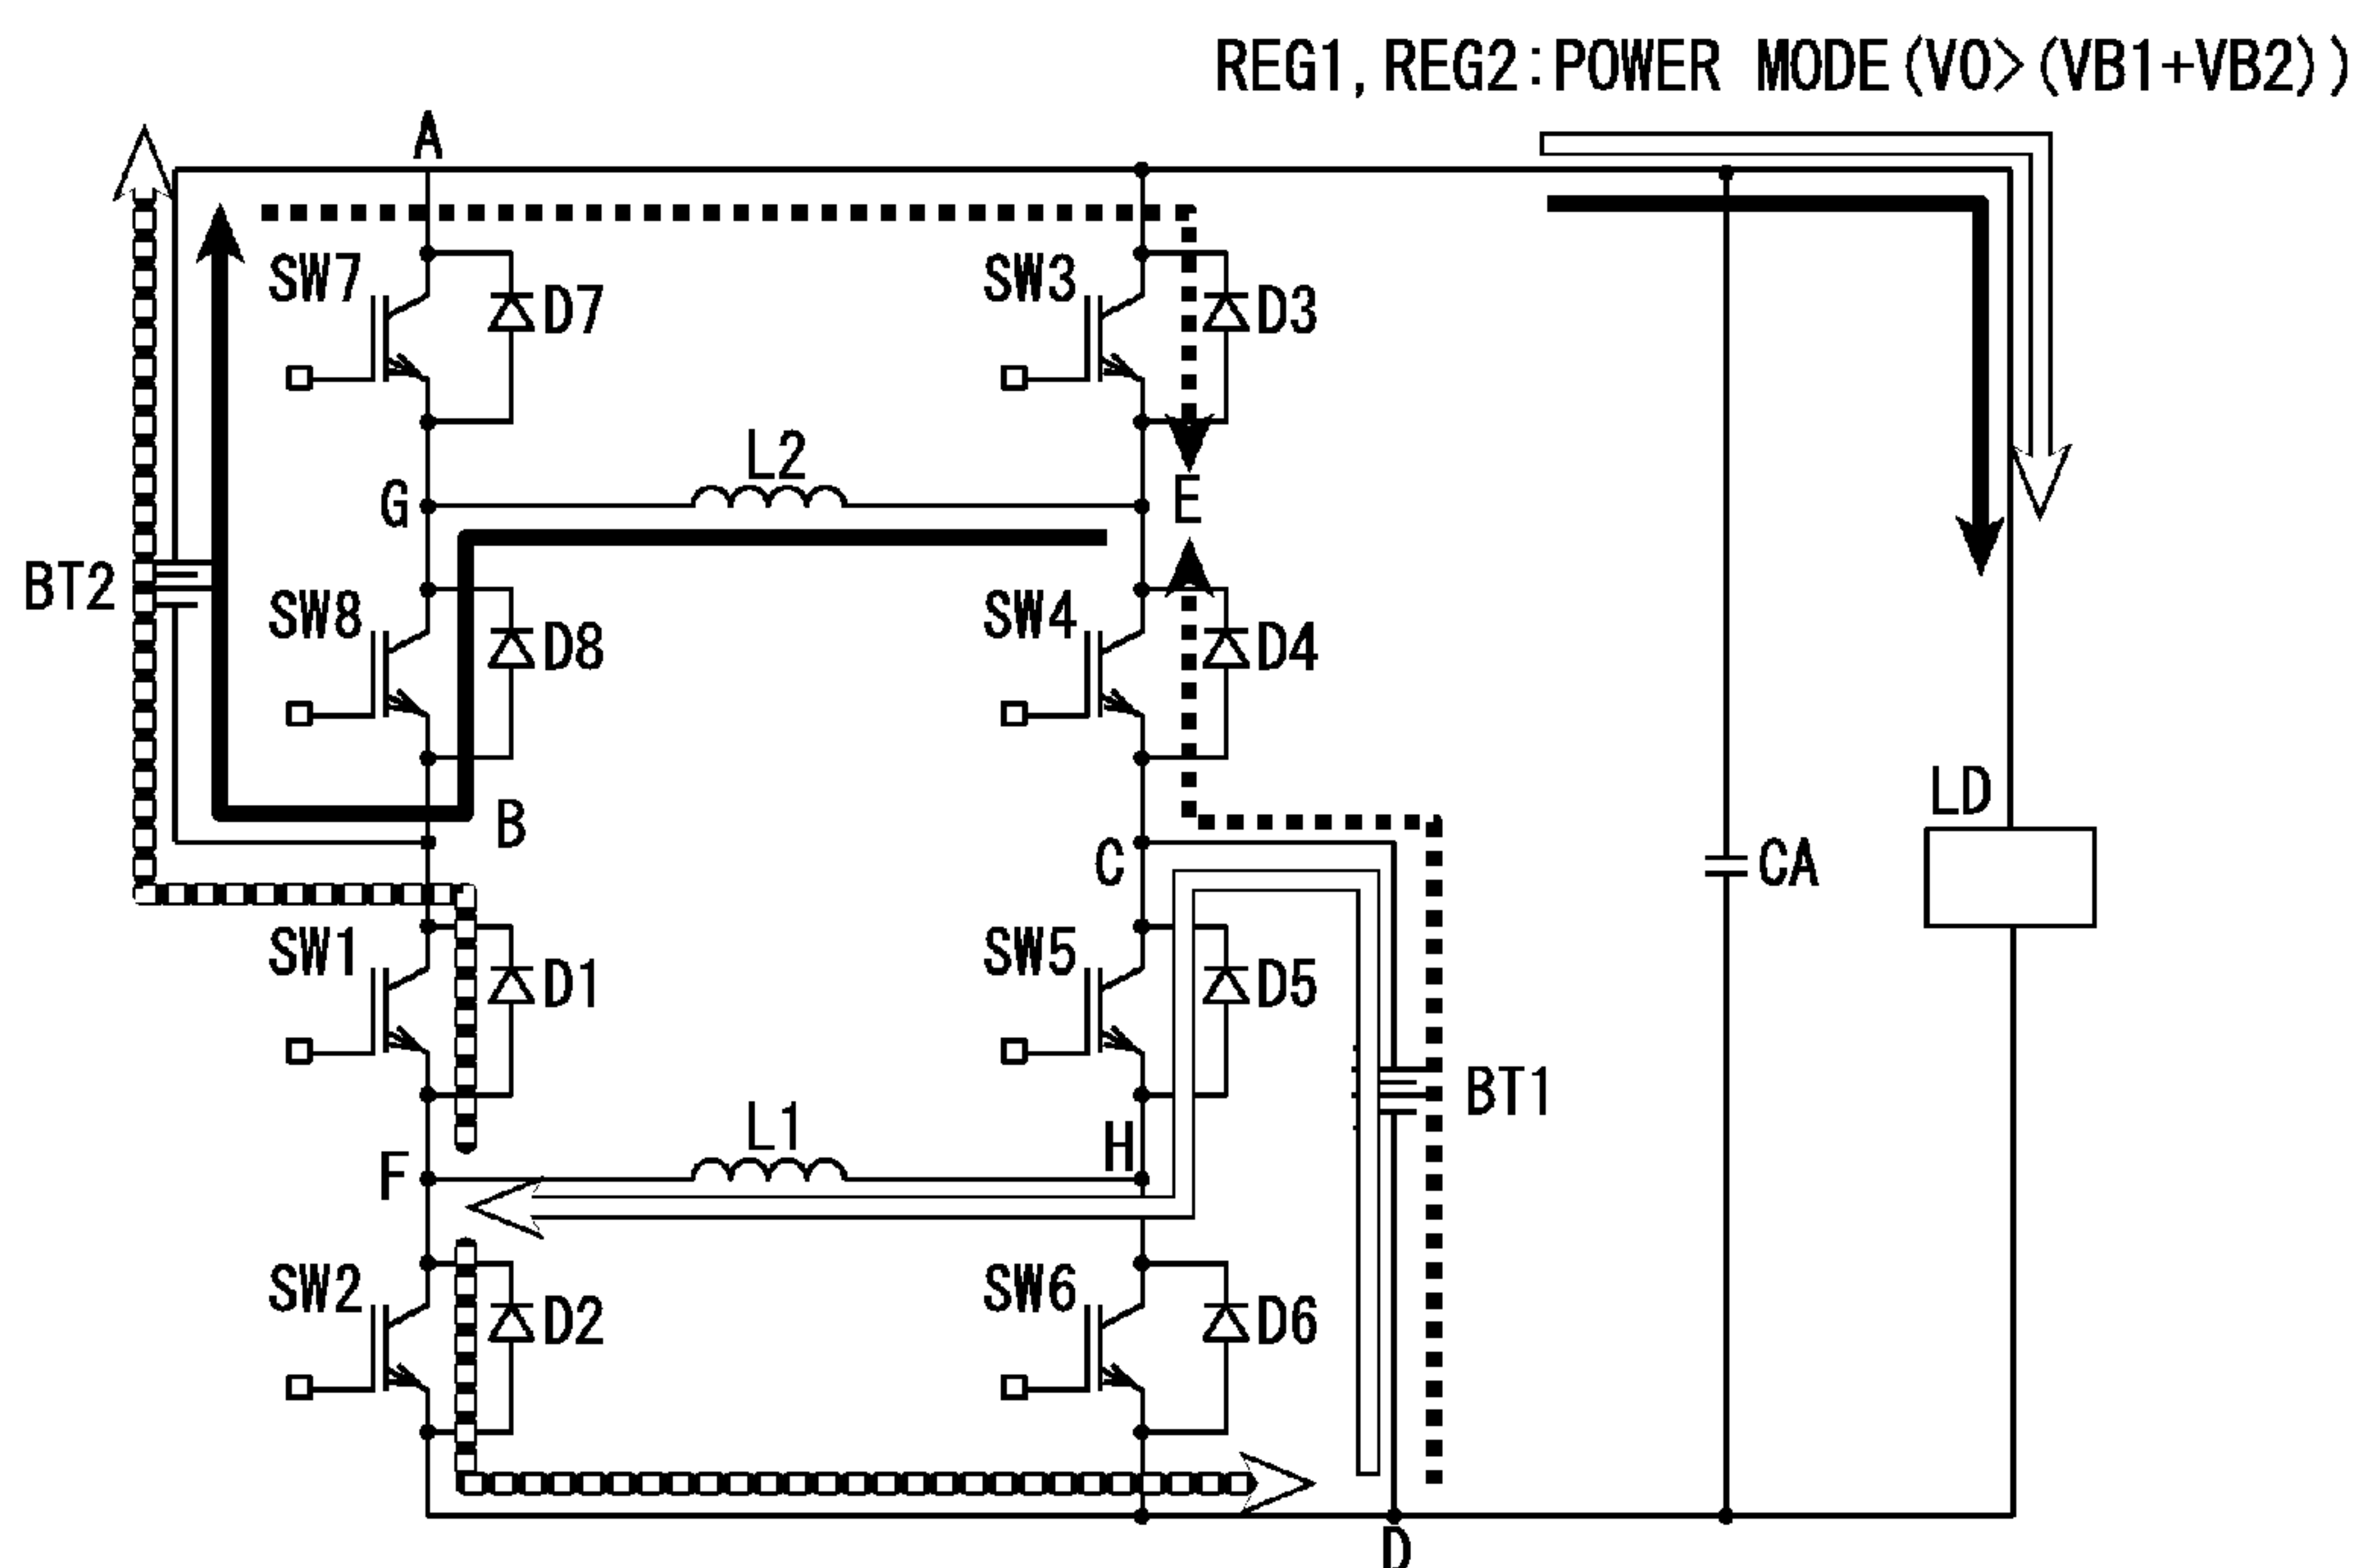 REG1,REG2:POWER MODE(VO>(VB1+VB2))
A
SW7
D7
SW3
D3
L2
G
E
BT2
SW8
D8
SW4
D4
B
LD
C
CA
SW1
D1
SW5
D5
BT1
L1
H
F
SW2
D2
SW6
D6
D